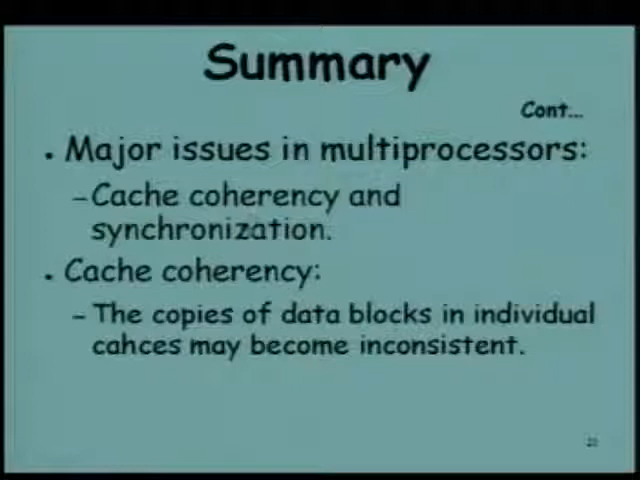 Summary
Cont...
• Major issues in multiprocessors:
–Cache coherency and
synchronization.
• Cache coherency:
– The copies of data blocks in individual
cahces may become inconsistent.